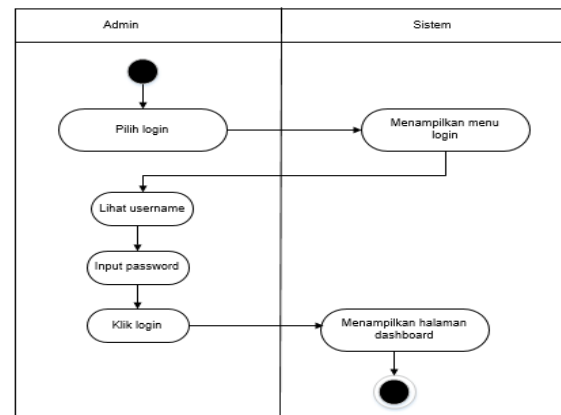 Admin
Sistem
Pilih login
Menampilkan menu
login
Lihat username
Input password
Klik login
Menampilkan halaman
dashboard